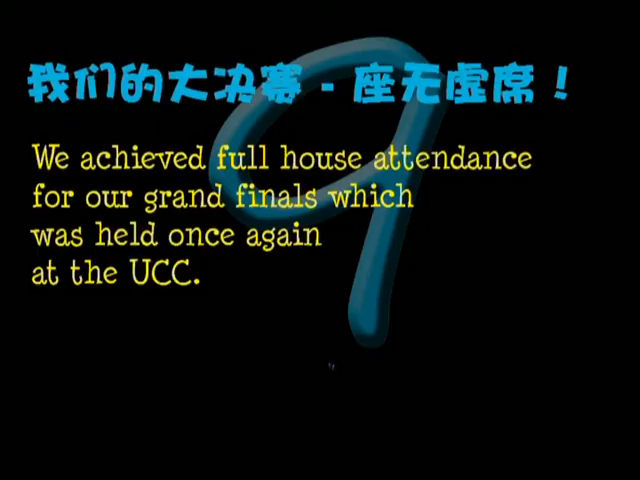 我们的大决赛 - 座无虚席！
We achieved full house attendance
for our grand finals which
was held once again
at the UCC.
9